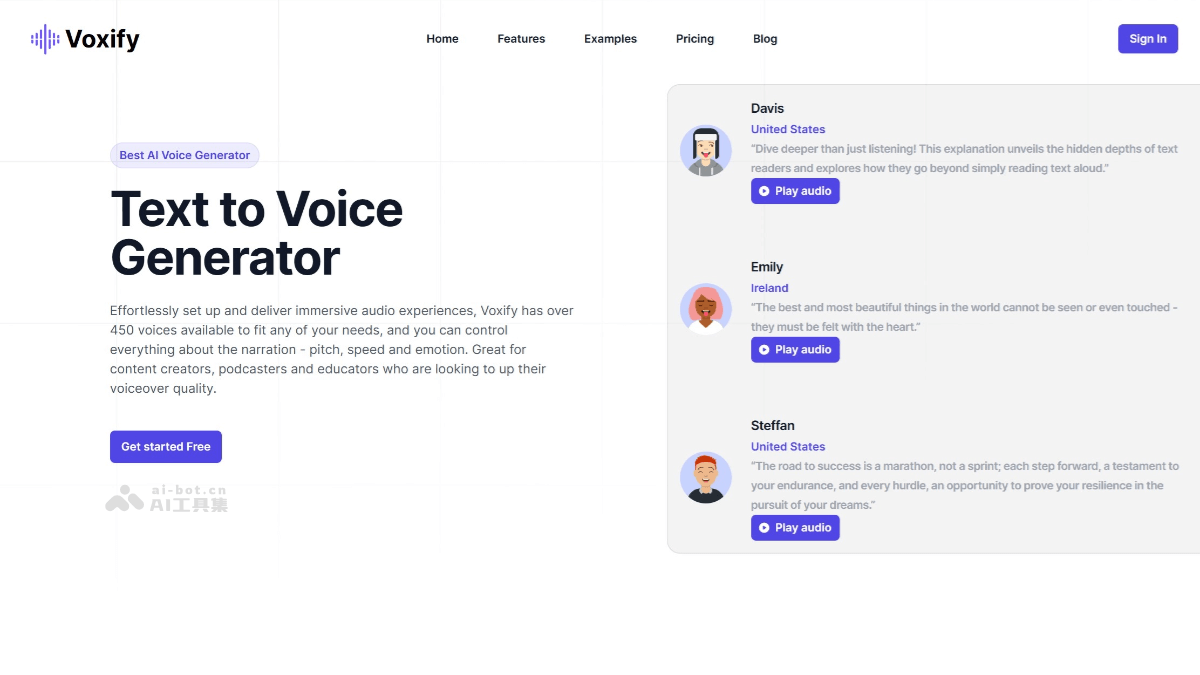 Voxify
Home
Features
Examples
Pricing
Blog
Sign In
Best AI Voice Generator
Text to Voice
Generator
Effortlessly set up and deliver immersive audio experiences, Voxify has over
450 voices available to fit any of your needs, and you can control
everything about the narration - pitch, speed and emotion. Great for
content creators, podcasters and educators who are looking to up their
voiceover quality.
Get started Free
ai-bot.cn
AI工具集
Davis
United States
“Dive deeper than just listening! This explanation unveils the hidden depths of text
readers and explores how they go beyond simply reading text aloud.”
Play audio
Emily
Ireland
“The best and most beautiful things in the world cannot be seen or even touched -
they must be felt with the heart.”
Play audio
Steffan
United States
“The road to success is a marathon, not a sprint; each step forward, a testament to
your endurance, and every hurdle, an opportunity to prove your resilience in the
pursuit of your dreams.”
Play audio